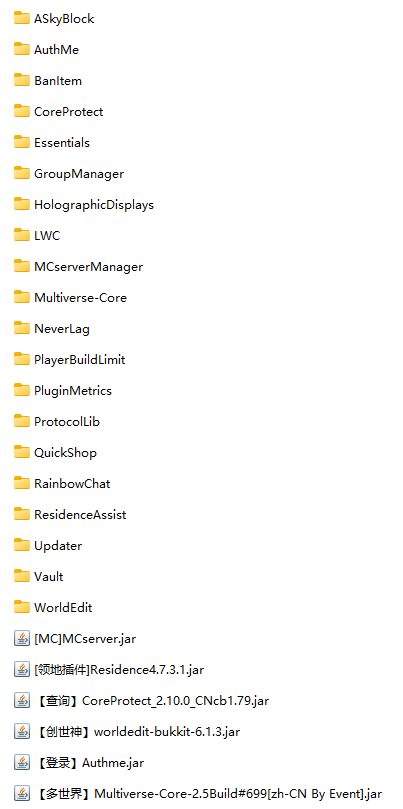 ASkyBlock
AuthMe
BanItem
CoreProtect
Essentials
GroupManager
HolographicDisplays
LWC
MCserverManager
Multiverse-Core
NeverLag
PlayerBuildLimit
PluginMetrics
ProtocolLib
QuickShop
RainbowChat
ResidenceAssist
Updater
Vault
WorldEdit
[MC]MCserver.jar
[领地插件]Residence4.7.3.1.jar
【查询】CoreProtect_2.10.0_CNcb1.79.jar
【创世神】worldedit-bukkit-6.1.3.jar
【登录】Authme.jar
【多世界】Multiverse-Core-2.5Build#699[zh-CN By Event].jar